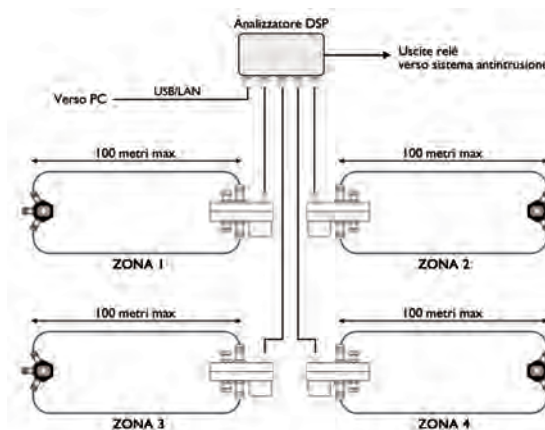 Analizzatore DSP
Uscite relê
verso sistema antintrusione
Verso PC
USB/LAN
100 metri max
100 metri max
ZONA 1
ZONA 2
100 metri max
100 metri max
ZONA 3
ZONA 4